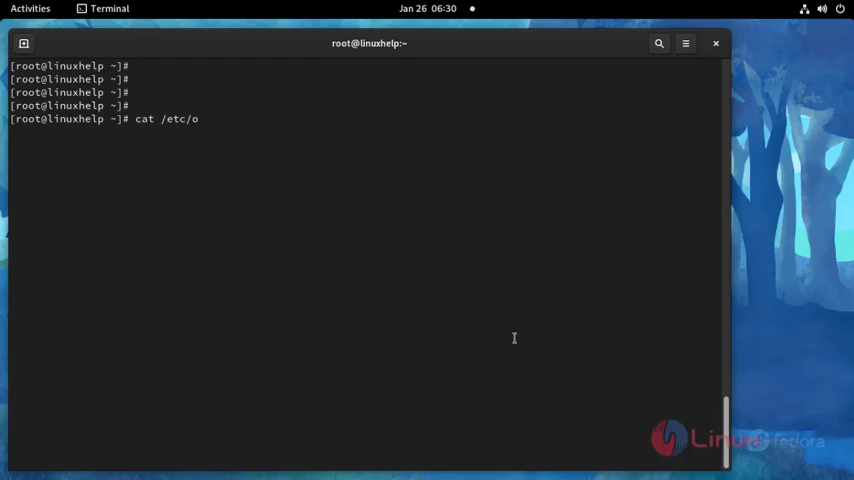 Activities Terminal Jan 26 06:30
root@linuxhelp:~
[root@linuxhelp ~]#
[root@linuxhelp ~]#
[root@linuxhelp ~]#
[root@linuxhelp ~]#
[root@linuxhelp ~]# cat /etc/o
fedora